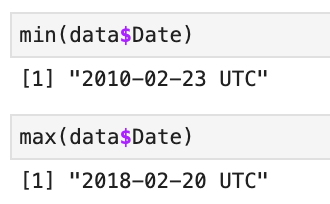 min(data$Date)
[1] "2010-02-23 UTC"
max(data$Date)
[1] "2018-02-20 UTC"